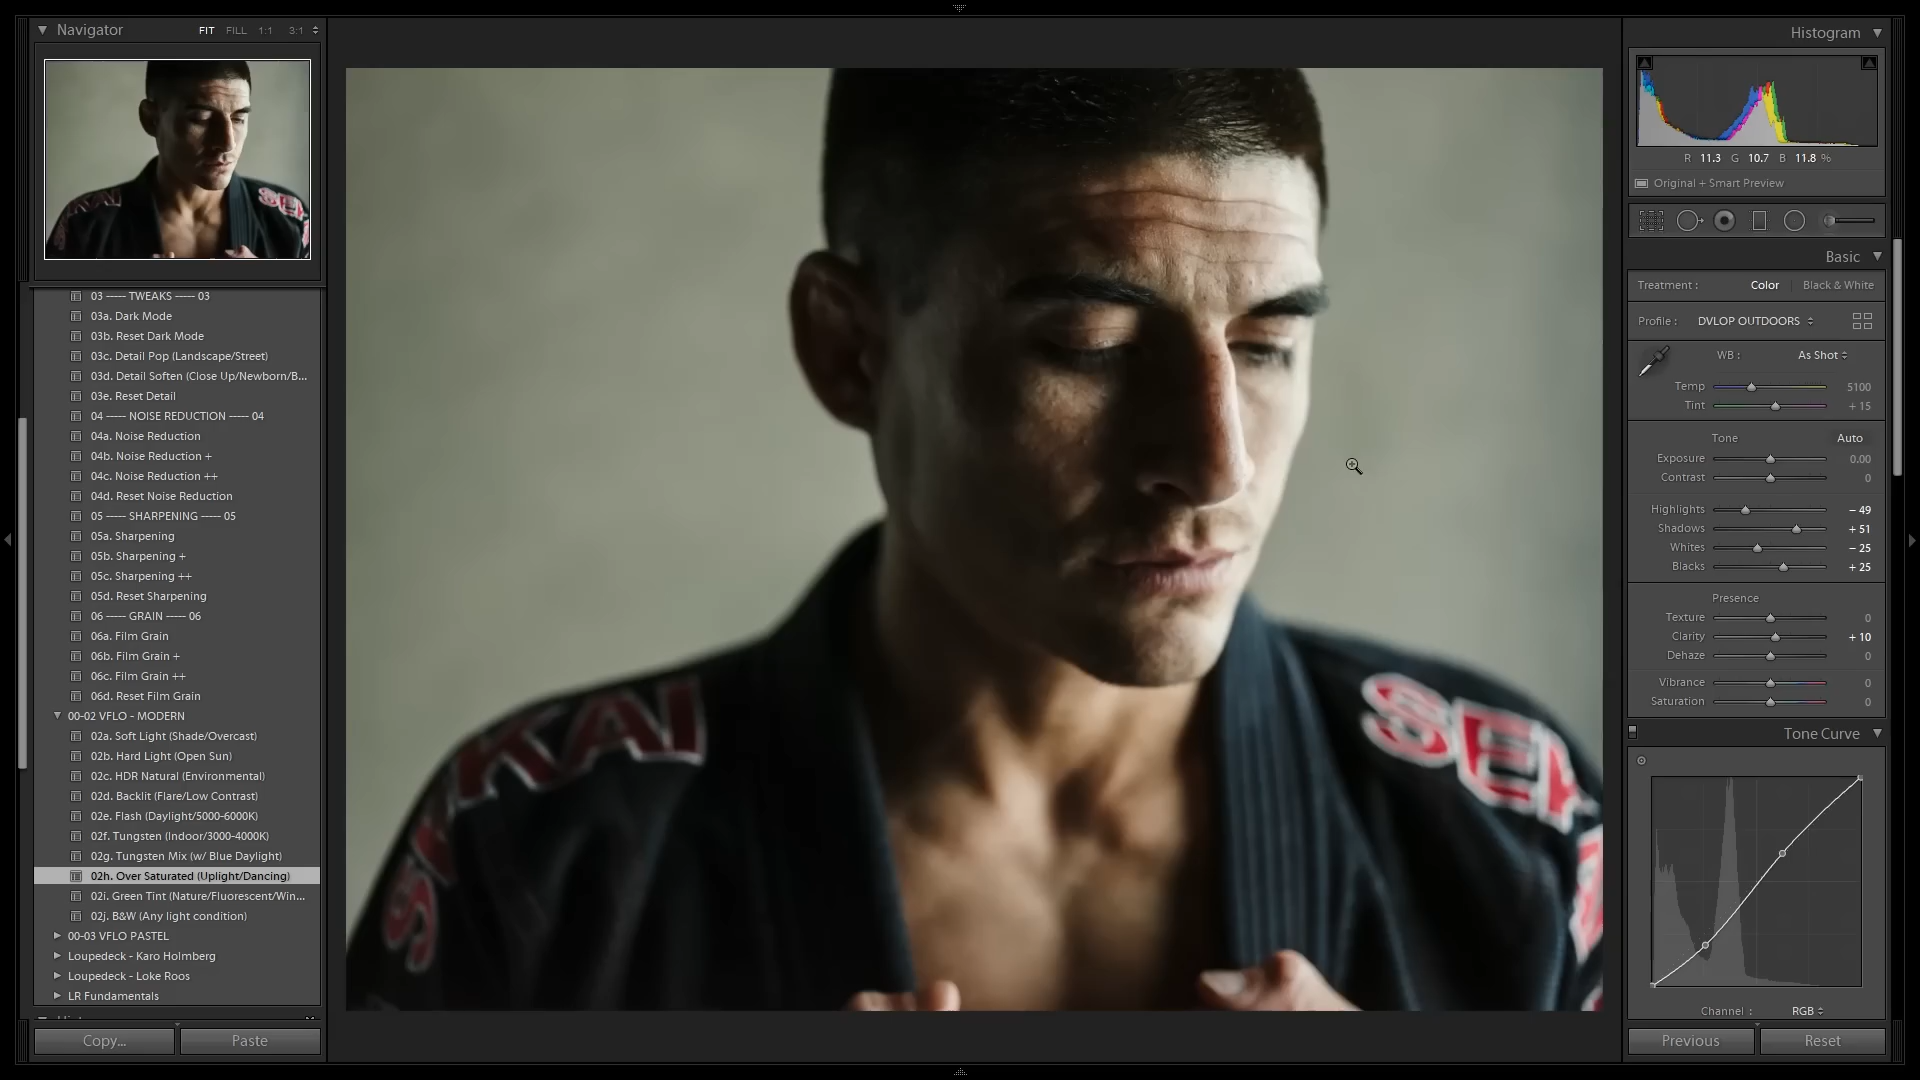 Navigator
FIT FILL 1:1 3:1
03 ----- TWEAKS ----- 03
03a. Dark Mode
03b. Reset Dark Mode
03c. Detail Pop (Landscape/Street)
03d. Detail Soften (Close Up/Newborn/B...
03e. Reset Detail
04 ----- NOISE REDUCTION ----- 04
04a. Noise Reduction
04b. Noise Reduction +
04c. Noise Reduction ++
04d. Reset Noise Reduction
05 ----- SHARPENING ----- 05
05a. Sharpening
05b. Sharpening +
05c. Sharpening ++
05d. Reset Sharpening
06 ----- GRAIN ----- 06
06a. Film Grain
06b. Film Grain +
06c. Film Grain ++
06d. Reset Film Grain
00-02 VFLO - MODERN
02a. Soft Light (Shade/Overcast)
02b. Hard Light (Open Sun)
02c. HDR Natural (Environmental)
02d. Backlit (Flare/Low Contrast)
02e. Flash (Daylight/5000-6000K)
02f. Tungsten (Indoor/3000-4000K)
02g. Tungsten Mix (w/ Blue Daylight)
02h. Over Saturated (Uplight/Dancing)
02i. Green Tint (Nature/Fluorescent/Win...
02j. B&W (Any light condition)
00-03 VFLO PASTEL
Loupedeck - Karo Holmberg
Loupedeck - Loke Roos
LR Fundamentals
Copy...
Paste
Histogram
R 11.3 G 10.7 B 11.8 %
Original + Smart Preview
Basic
Treatment : Color Black & White
Profile : DVLOP OUTDOORS
WB : As Shot
Temp 5100
Tint + 15
Tone Auto
Exposure 0.00
Contrast 0
Highlights – 49
Shadows + 51
Whites – 25
Blacks + 25
Presence
Texture 0
Clarity + 10
Dehaze 0
Vibrance 0
Saturation 0
Tone Curve
Channel : RGB
Previous
Reset